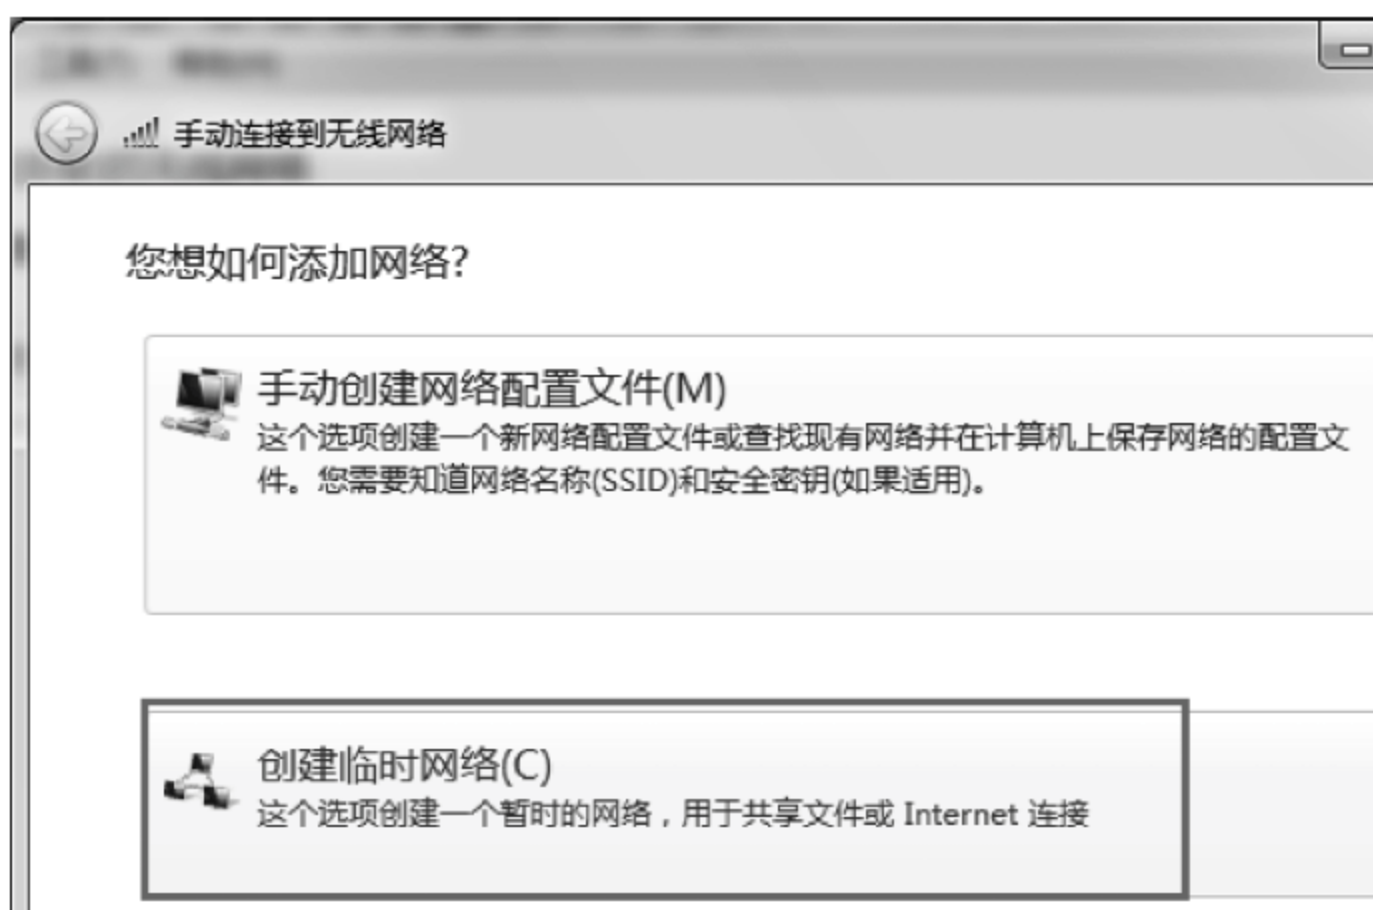 手动连接到无线网络
您想如何添加网络?
手动创建网络配置文件(M)
这个选项创建一个新网络配置文件或查找现有网络并在计算机上保存网络的配置文
件。您需要知道网络名称(SSID)和安全密钥(如果适用)。
创建临时网络(C)
这个选项创建一个暂时的网络，用于共享文件或 Internet 连接